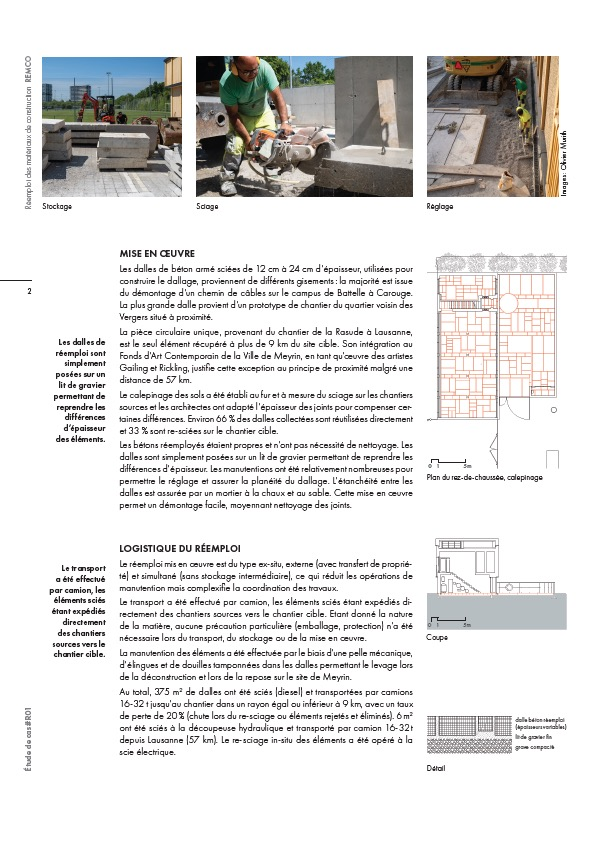 Réemploi des matériaux de construction · REMCO
Images: Olivier Murith
Stockage
Sciage
Réglage
2
MISE EN ŒUVRE
Les dalles de béton armé sciées de 12 cm à 24 cm d'épaisseur, utilisées pour
construire le dallage, proviennent de différents gisements : la majorité est issue
du démontage d'un chemin de câbles sur le campus de Battelle à Carouge.
La plus grande dalle provient d'un prototype de chantier du quartier voisin des
Vergers situé à proximité.
La pièce circulaire unique, provenant du chantier de la Rasude à Lausanne,
est le seul élément récupéré à plus de 9 km du site cible. Son intégration au
Fonds d'Art Contemporain de la Ville de Meyrin, en tant qu'œuvre des artistes
Gailing et Rickling, justifie cette exception au principe de proximité malgré une
distance de 57 km.
Le calepinage des sols a été établi au fur et à mesure du sciage sur les chantiers
sources et les architectes ont adapté l'épaisseur des joints pour compenser cer-
taines différences. Environ 66 % des dalles collectées sont réutilisées directement
et 33 % sont re-sciées sur le chantier cible.
Les bétons réemployés étaient propres et n'ont pas nécessité de nettoyage. Les
dalles sont simplement posées sur un lit de gravier permettant de reprendre les
différences d'épaisseur. Les manutentions ont été relativement nombreuses pour
permettre le réglage et assurer la planéité du dallage. L'étanchéité entre les
dalles est assurée par un mortier à la chaux et au sable. Cette mise en œuvre
permet un démontage facile, moyennant nettoyage des joints.
Les dalles de
réemploi sont
simplement
posées sur un
lit de gravier
permettant de
reprendre les
différences
d'épaisseur
des éléments.
0 1 5m
Plan du rez-de-chaussée, calepinage
LOGISTIQUE DU RÉEMPLOI
Le réemploi mis en œuvre est du type ex-situ, externe (avec transfert de proprié-
té) et simultané (sans stockage intermédiaire), ce qui réduit les opérations de
manutention mais complexifie la coordination des travaux.
Le transport a été effectué par camion, les éléments sciés étant expédiés di-
rectement des chantiers sources vers le chantier cible. Etant donné la nature
de la matière, aucune précaution particulière (emballage, protection) n'a été
nécessaire lors du transport, du stockage ou de la mise en œuvre.
La manutention des éléments a été effectuée par le biais d'une pelle mécanique,
d'élingues et de douilles tamponnées dans les dalles permettant le levage lors
de la déconstruction et lors de la repose sur le site de Meyrin.
Au total, 375 m² de dalles ont été sciés (diesel) et transportées par camions
16-32 t jusqu'au chantier dans un rayon égal ou inférieur à 9 km, avec un taux
de perte de 20 % (chute lors du re-sciage ou éléments rejetés et éliminés). 6 m²
ont été sciés à la découpeuse hydraulique et transporté par camion 16-32 t
depuis Lausanne (57 km). Le re-sciage in-situ des éléments a été opéré à la
scie électrique.
Le transport
a été effectué
par camion, les
éléments sciés
étant expédiés
directement
des chantiers
sources vers le
chantier cible.
0 1 5m
Coupe
dalle béton réemploi
(épaisseurs variables)
lit de gravier fin
grave compacté
Détail
Étude de cas #R01